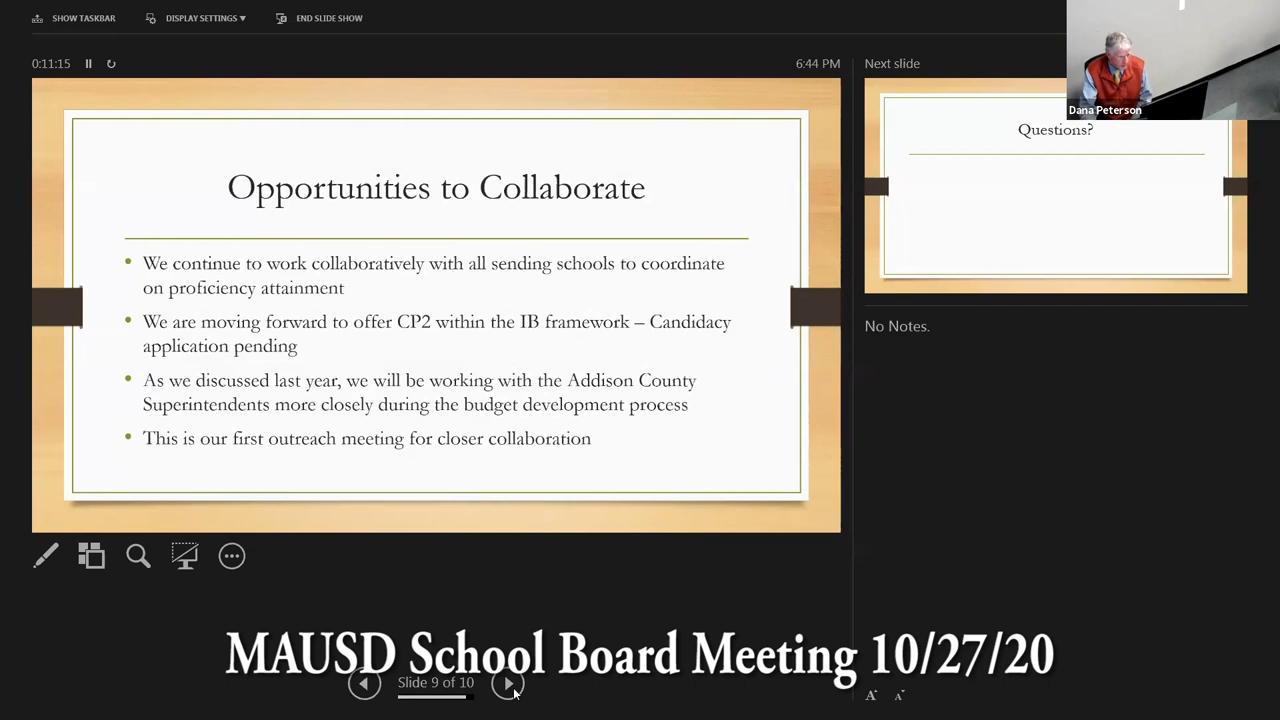 SHOW TASKBAR
DISPLAY SETTINGS ▾
END SLIDE SHOW
0:11:15
6:44 PM
Next slide
Dana Peterson
Questions?
Opportunities to Collaborate
• We continue to work collaboratively with all sending schools to coordinate
on proficiency attainment
• We are moving forward to offer CP2 within the IB framework – Candidacy
application pending
• As we discussed last year, we will be working with the Addison County
Superintendents more closely during the budget development process
• This is our first outreach meeting for closer collaboration
No Notes.
MAUSD School Board Meeting 10/27/20
Slide 9 of 10
A A